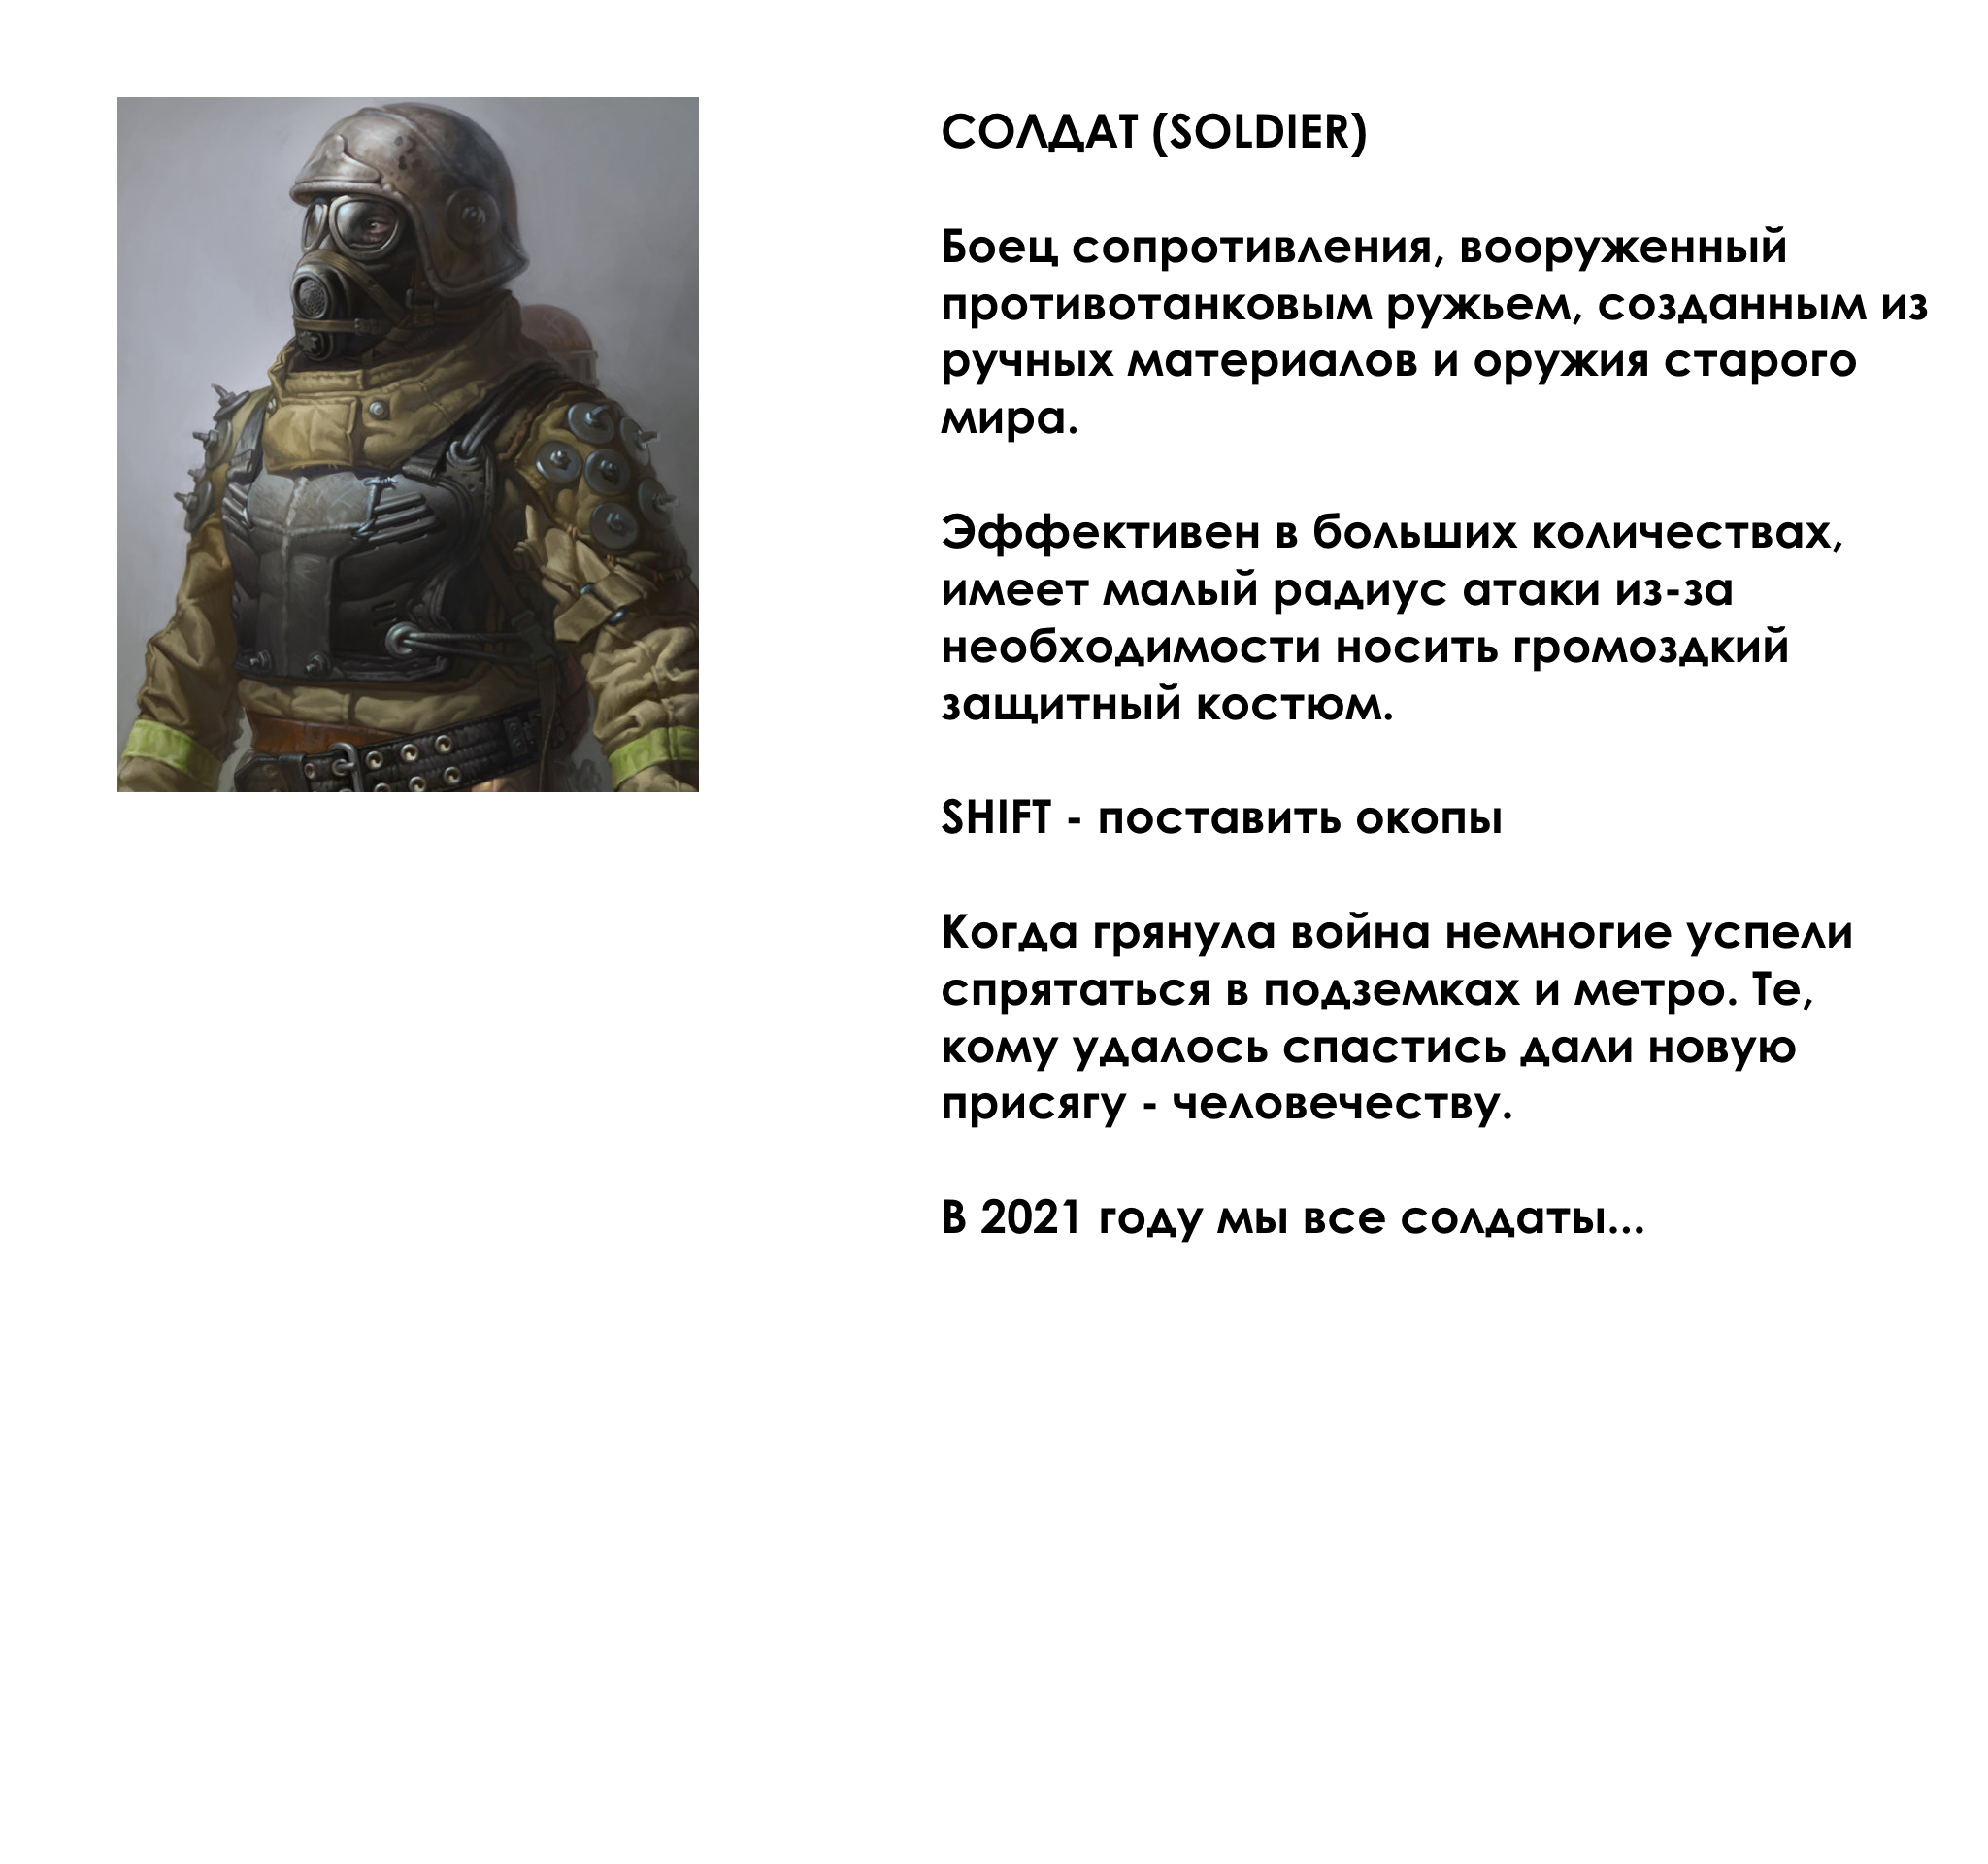 СОЛДАТ (SOLDIER)
Боец сопротивления, вооруженный
противотанковым ружьем, созданным из
ручных материалов и оружия старого
мира.
Эффективен в больших количествах,
имеет малый радиус атаки из-за
необходимости носить громоздкий
защитный костюм.
SHIFT - поставить окопы
Когда грянула война немногие успели
спрятаться в подземках и метро. Те,
кому удалось спастись дали новую
присягу - человечеству.
В 2021 году мы все солдаты...